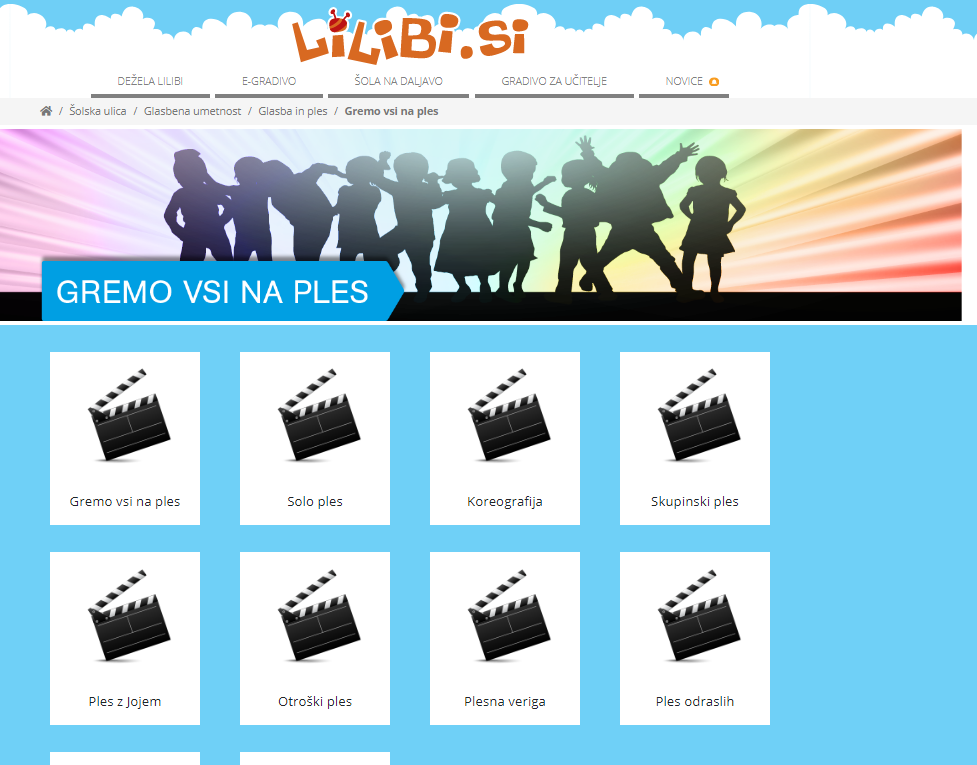 LiLiBi.Si
DEŽELA LILIBI
E-GRADIVO
ŠOLA NA DALJAVO
GRADIVO ZA UČITELJE
NOVICE
/ Šolska ulica / Glasbena umetnost / Glasba in ples / Gremo vsi na ples
GREMO VSI NA PLES
Gremo vsi na ples
Solo ples
Koreografija
Skupinski ples
Ples z Jojem
Otroški ples
Plesna veriga
Ples odraslih